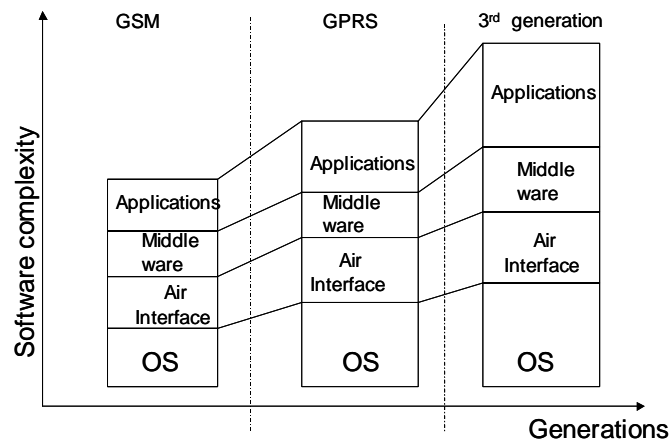 GSM
GPRS
3rd generation
Software complexity
Applications
Middle
ware
Air
Interface
OS
Applications
Middle
ware
Air
Interface
OS
Applications
Middle
ware
Air
Interface
OS
Generations